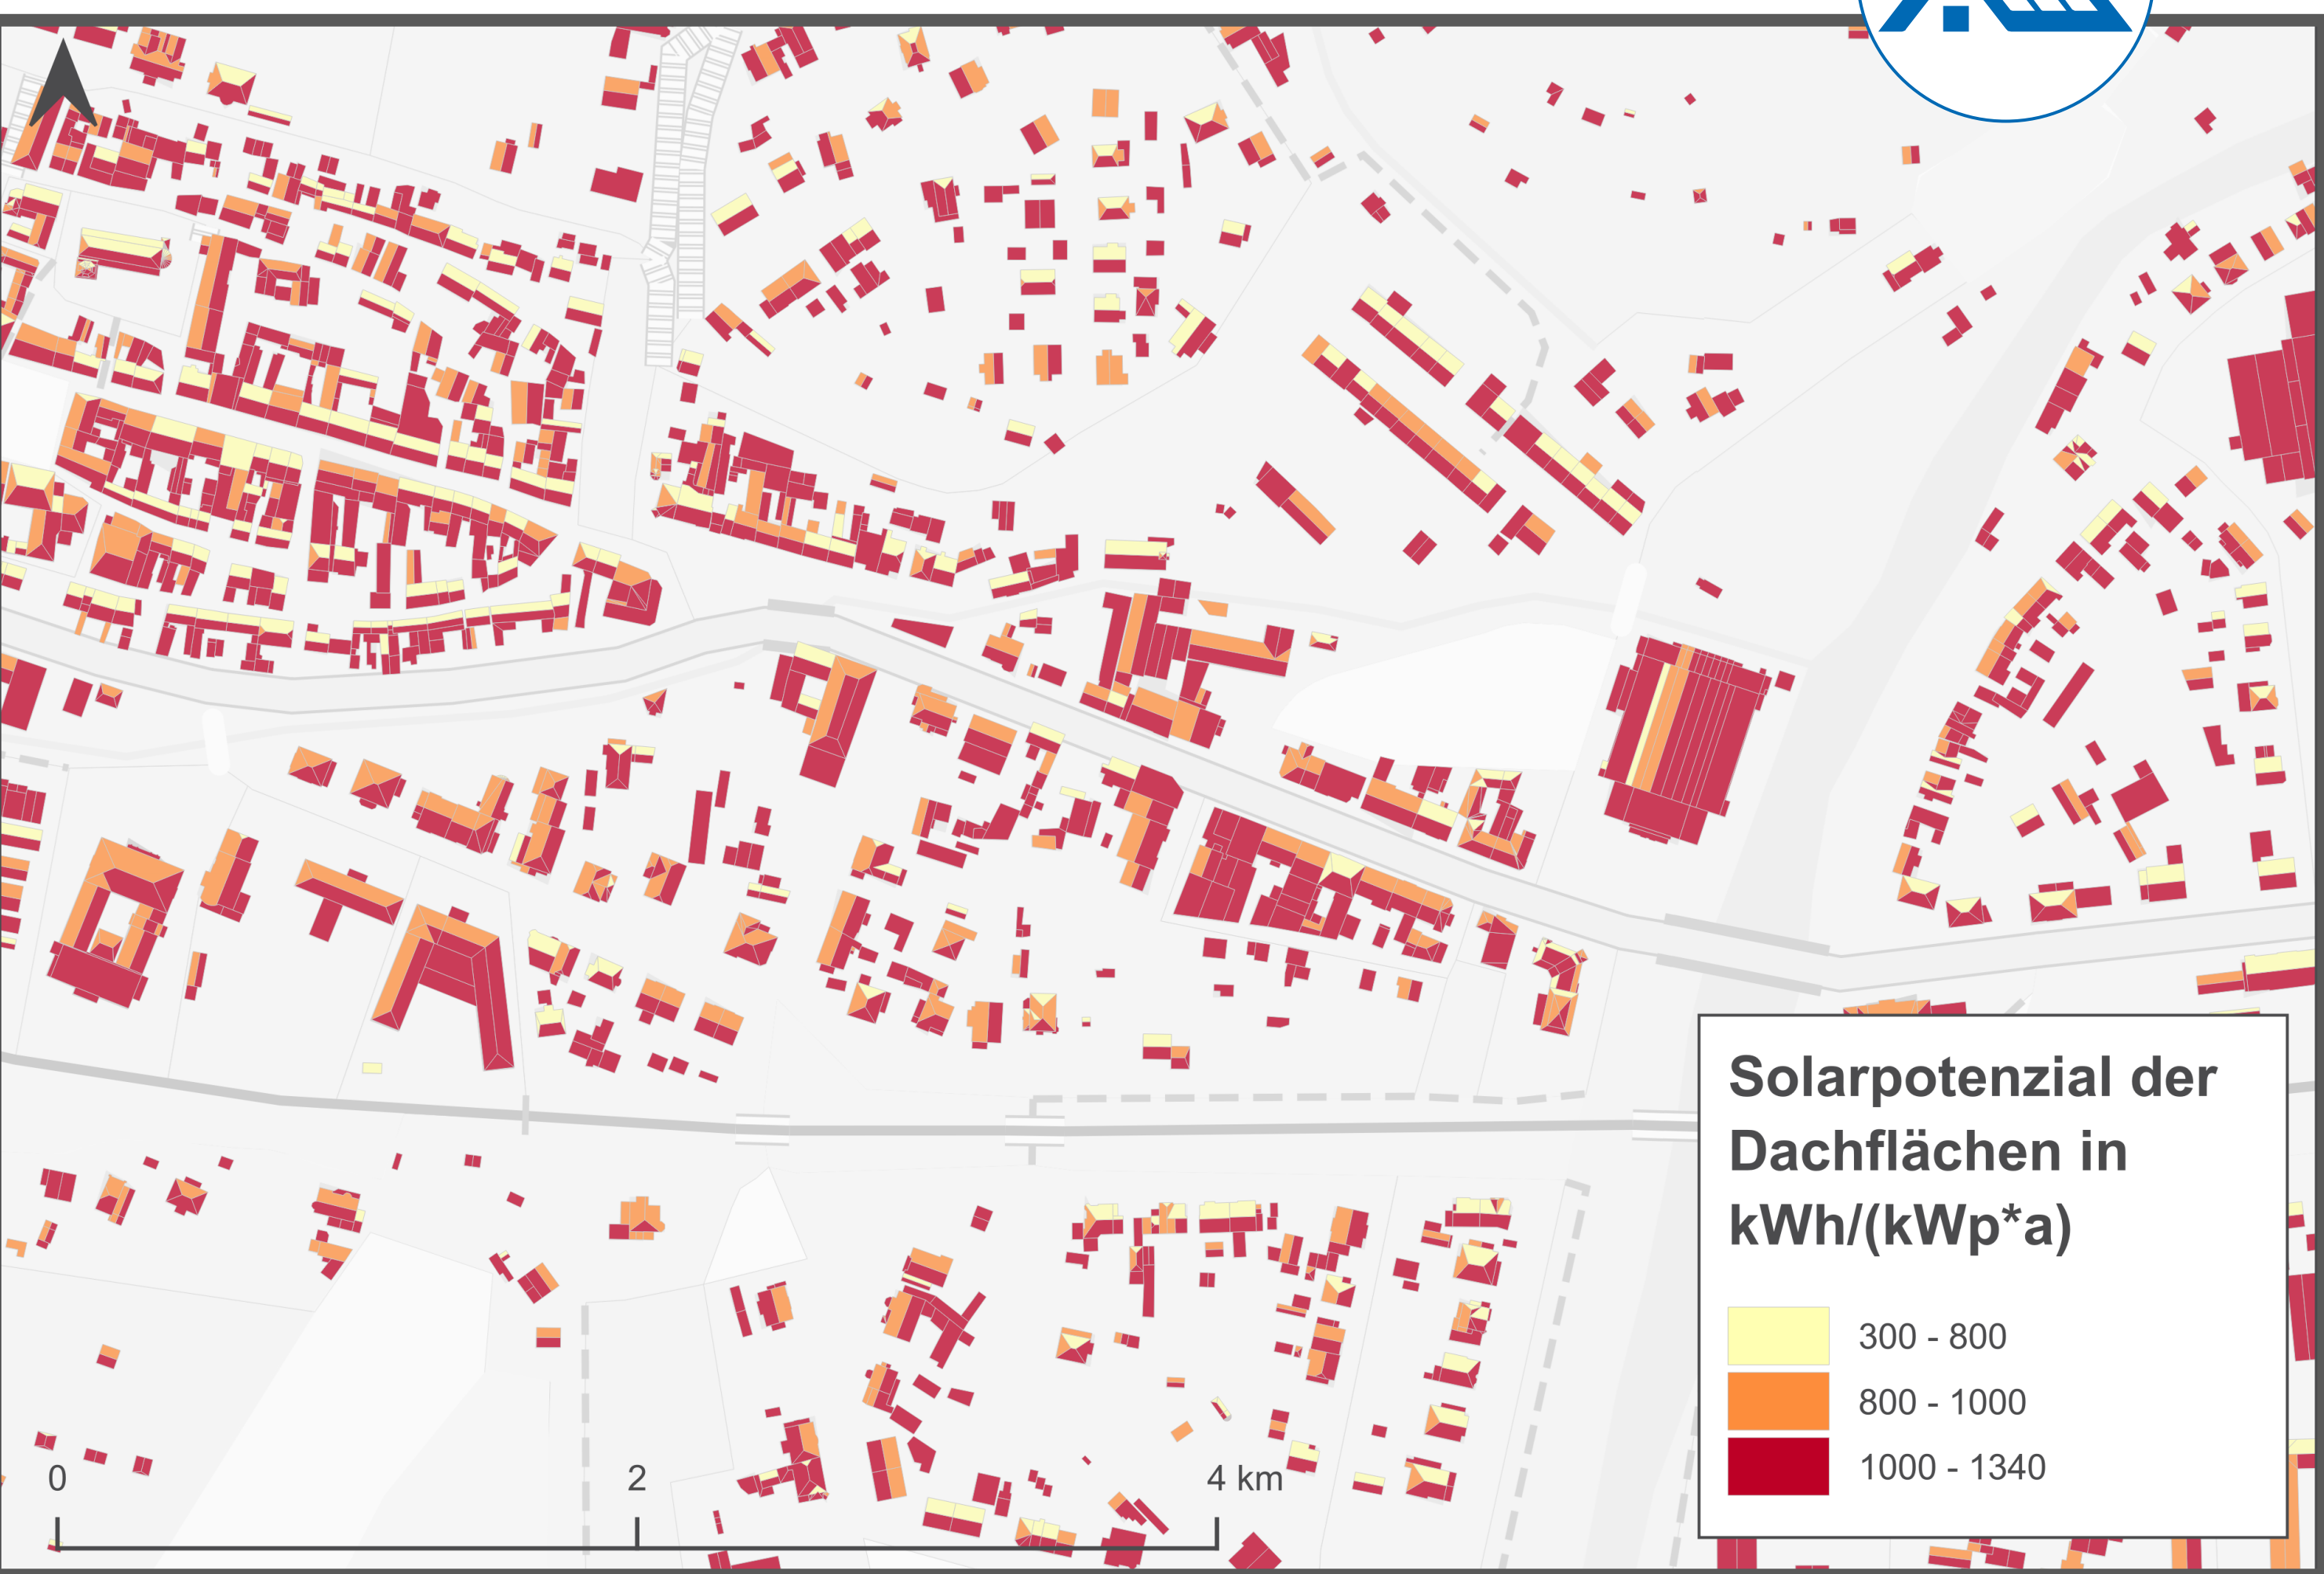 Solarpotenzial der
Dachflächen in
kWh/(kWp*a)
300 - 800
800 - 1000
1000 - 1340
0 2 4 km